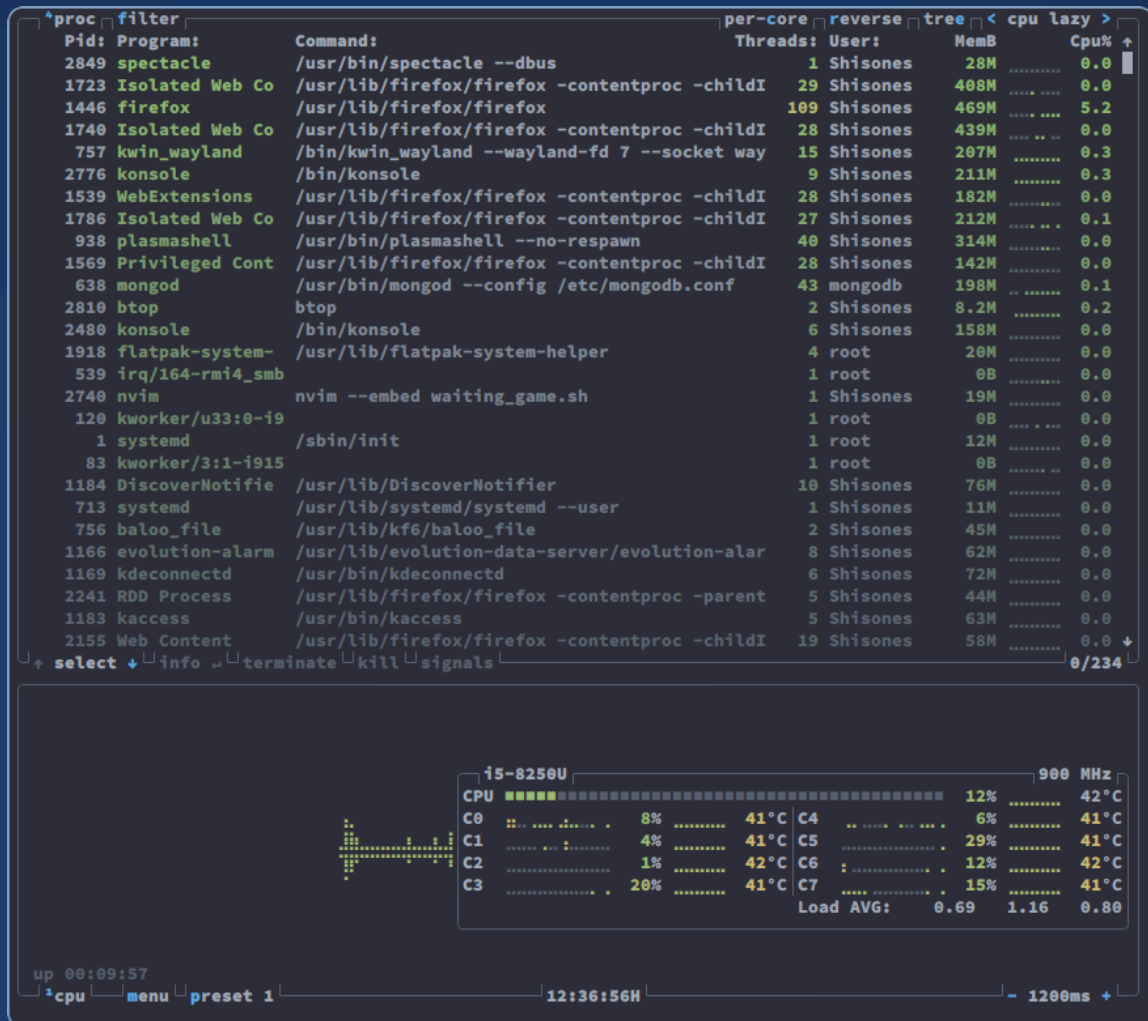 ⁴proc filter per-core reverse tree < cpu lazy >
Pid: Program: Command: Threads: User: MemB Cpu% ↑
2849 spectacle /usr/bin/spectacle --dbus 1 Shisones 28M 0.0
1723 Isolated Web Co /usr/lib/firefox/firefox -contentproc -childI 29 Shisones 408M 0.0
1446 firefox /usr/lib/firefox/firefox 109 Shisones 469M 5.2
1740 Isolated Web Co /usr/lib/firefox/firefox -contentproc -childI 28 Shisones 439M 0.0
757 kwin_wayland /bin/kwin_wayland --wayland-fd 7 --socket way 15 Shisones 207M 0.3
2776 konsole /bin/konsole 9 Shisones 211M 0.3
1539 WebExtensions /usr/lib/firefox/firefox -contentproc -childI 28 Shisones 182M 0.0
1786 Isolated Web Co /usr/lib/firefox/firefox -contentproc -childI 27 Shisones 212M 0.1
938 plasmashell /usr/bin/plasmashell --no-respawn 40 Shisones 314M 0.0
1569 Privileged Cont /usr/lib/firefox/firefox -contentproc -childI 28 Shisones 142M 0.0
638 mongod /usr/bin/mongod --config /etc/mongodb.conf 43 mongodb 198M 0.1
2810 btop btop 2 Shisones 8.2M 0.2
2480 konsole /bin/konsole 6 Shisones 158M 0.0
1918 flatpak-system- /usr/lib/flatpak-system-helper 4 root 20M 0.0
539 irq/164-rmi4_smb 1 root 0B 0.0
2740 nvim nvim --embed waiting_game.sh 1 Shisones 19M 0.0
120 kworker/u33:0-i9 1 root 0B 0.0
1 systemd /sbin/init 1 root 12M 0.0
83 kworker/3:1-i915 1 root 0B 0.0
1184 DiscoverNotifie /usr/lib/DiscoverNotifier 10 Shisones 76M 0.0
713 systemd /usr/lib/systemd/systemd --user 1 Shisones 11M 0.0
756 baloo_file /usr/lib/kf6/baloo_file 2 Shisones 45M 0.0
1166 evolution-alarm /usr/lib/evolution-data-server/evolution-alar 8 Shisones 62M 0.0
1169 kdeconnectd /usr/bin/kdeconnectd 6 Shisones 72M 0.0
2241 RDD Process /usr/lib/firefox/firefox -contentproc -parent 5 Shisones 44M 0.0
1183 kaccess /usr/bin/kaccess 5 Shisones 63M 0.0
2155 Web Content /usr/lib/firefox/firefox -contentproc -childI 19 Shisones 58M 0.0 ↓
↑ select ↓ info ↵ terminate kill signals 0/234
i5-8250U 900 MHz
CPU 12% 42°C
C0 8% 41°C C4 6% 41°C
C1 4% 41°C C5 29% 41°C
C2 1% 42°C C6 12% 42°C
C3 20% 41°C C7 15% 41°C
Load AVG: 0.69 1.16 0.80
up 00:09:57
¹cpu menu preset 1 12:36:56H - 1200ms +